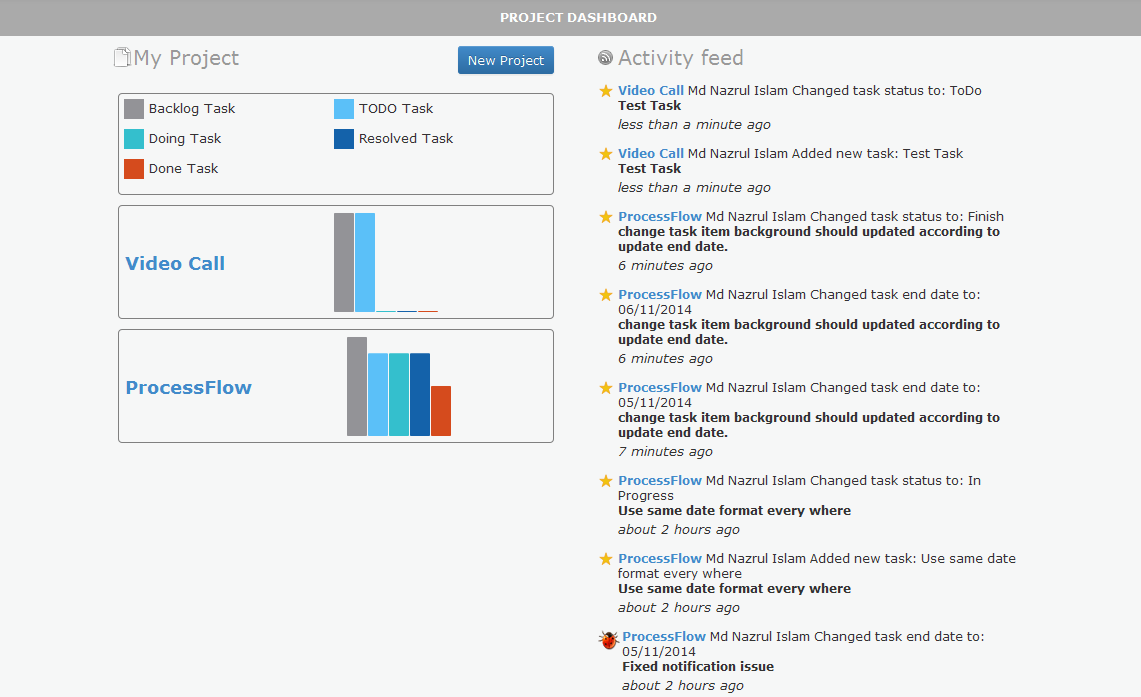 PROJECT DASHBOARD
My Project
New Project
Backlog Task
TODO Task
Doing Task
Resolved Task
Done Task
Video Call
ProcessFlow
Activity feed
Video Call Md Nazrul Islam Changed task status to: ToDo
Test Task
less than a minute ago
Video Call Md Nazrul Islam Added new task: Test Task
Test Task
less than a minute ago
ProcessFlow Md Nazrul Islam Changed task status to: Finish
change task item background should updated according to
update end date.
6 minutes ago
ProcessFlow Md Nazrul Islam Changed task end date to:
06/11/2014
change task item background should updated according to
update end date.
6 minutes ago
ProcessFlow Md Nazrul Islam Changed task end date to:
05/11/2014
change task item background should updated according to
update end date.
7 minutes ago
ProcessFlow Md Nazrul Islam Changed task status to: In
Progress
Use same date format every where
about 2 hours ago
ProcessFlow Md Nazrul Islam Added new task: Use same date
format every where
Use same date format every where
about 2 hours ago
ProcessFlow Md Nazrul Islam Changed task end date to:
05/11/2014
Fixed notification issue
about 2 hours ago